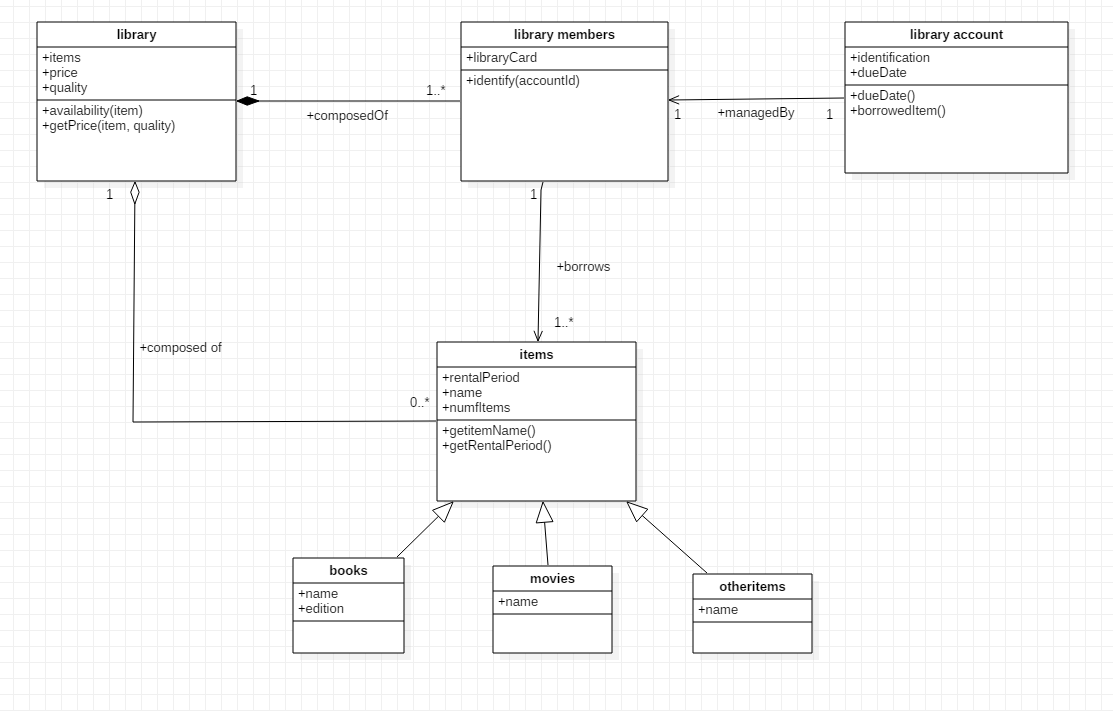 library
+items
+price
+quality
+availability(item)
+getPrice(item, quality)
1
1..*
+composedOf
library members
+libraryCard
+identify(accountId)
1
+managedBy
1
library account
+identification
+dueDate
+dueDate()
+borrowedItem()
1
+composed of
0..*
1
+borrows
1..*
items
+rentalPeriod
+name
+numfItems
+getitemName()
+getRentalPeriod()
books
+name
+edition
movies
+name
otheritems
+name